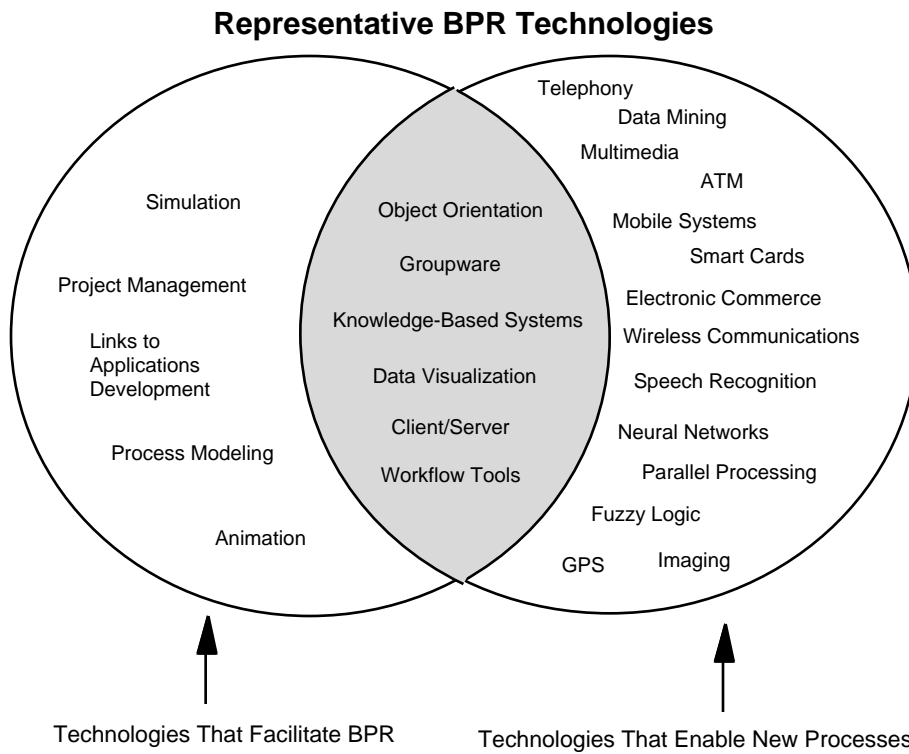 Representative BPR Technologies
Simulation
Project Management
Links to
Applications
Development
Process Modeling
Animation
Object Orientation
Groupware
Knowledge-Based Systems
Data Visualization
Client/Server
Workflow Tools
Telephony
Data Mining
Multimedia
ATM
Mobile Systems
Smart Cards
Electronic Commerce
Wireless Communications
Speech Recognition
Neural Networks
Parallel Processing
Fuzzy Logic
GPS
Imaging
Technologies That Facilitate BPR
Technologies That Enable New Processes